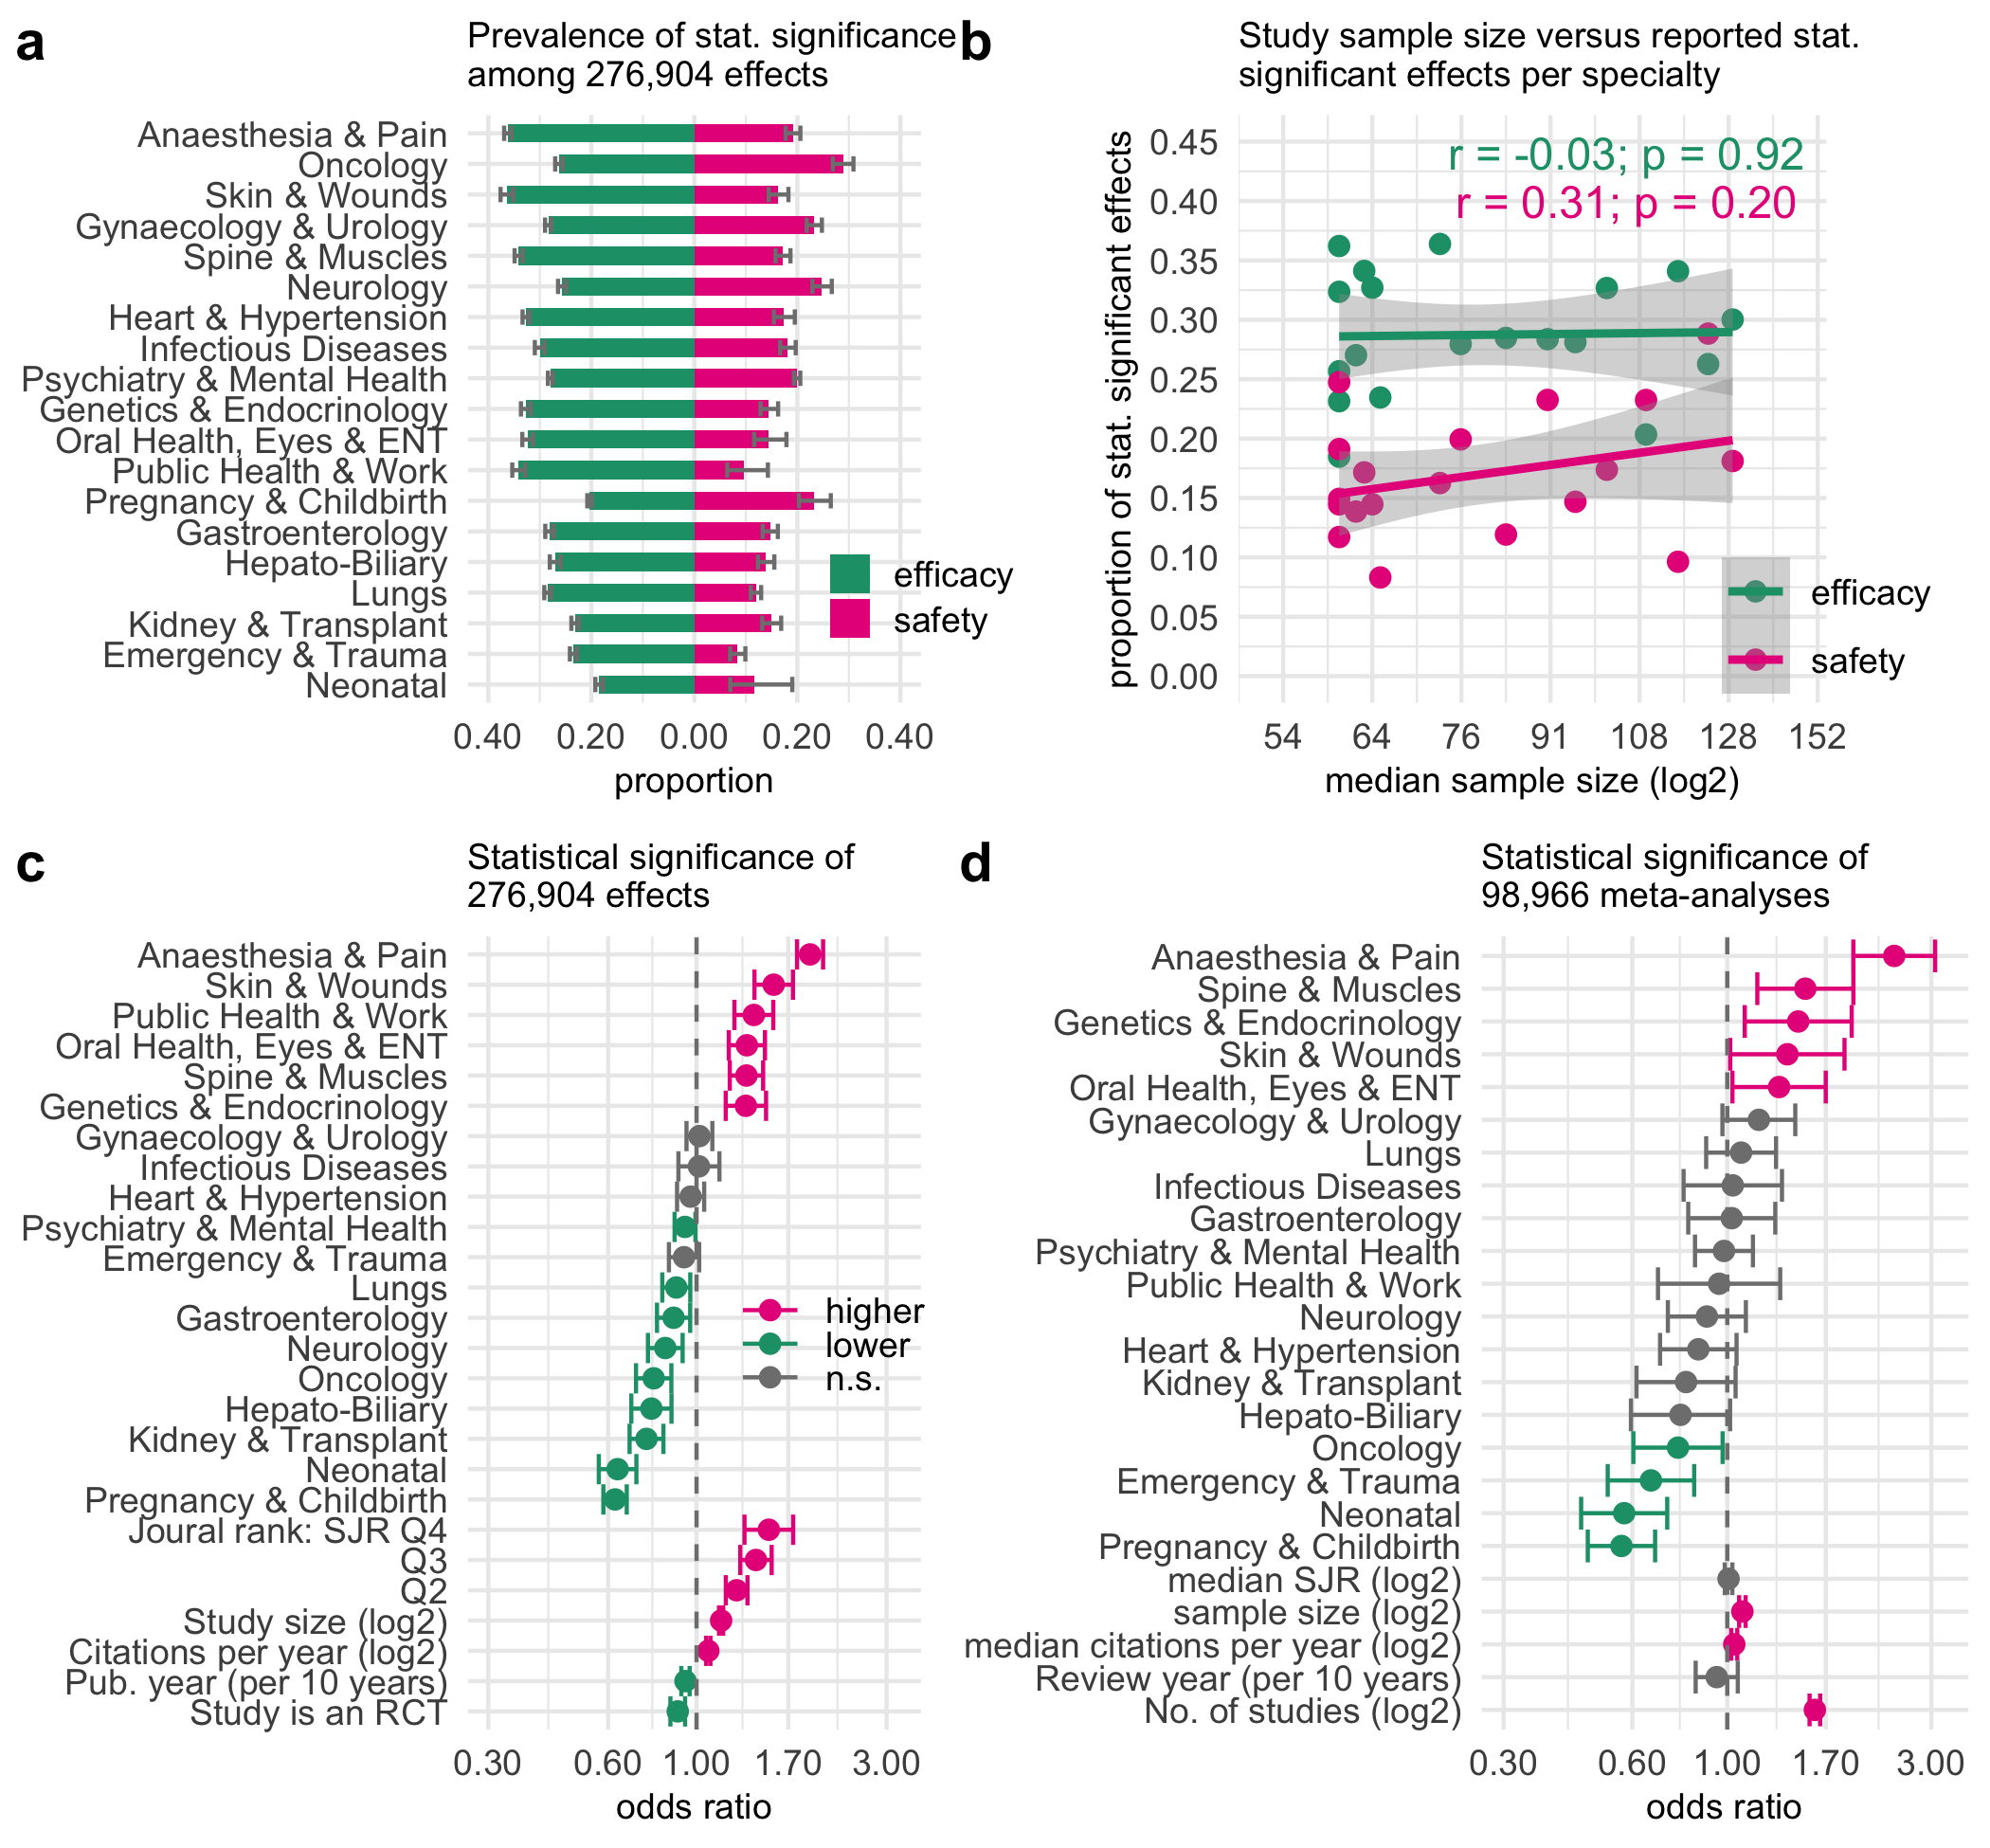 a
Prevalence of stat. significance
among 276,904 effects
Anaesthesia & Pain
Oncology
Skin & Wounds
Gynaecology & Urology
Spine & Muscles
Neurology
Heart & Hypertension
Infectious Diseases
Psychiatry & Mental Health
Genetics & Endocrinology
Oral Health, Eyes & ENT
Public Health & Work
Pregnancy & Childbirth
Gastroenterology
Hepato-Biliary
Lungs
Kidney & Transplant
Emergency & Trauma
Neonatal
efficacy
safety
0.40 0.20 0.00 0.20 0.40
proportion
b
Study sample size versus reported stat.
significant effects per specialty
r = -0.03; p = 0.92
r = 0.31; p = 0.20
proportion of stat. significant effects
0.45
0.40
0.35
0.30
0.25
0.20
0.15
0.10
0.05
0.00
efficacy
safety
54 64 76 91 108 128 152
median sample size (log2)
c
Statistical significance of
276,904 effects
Anaesthesia & Pain
Skin & Wounds
Public Health & Work
Oral Health, Eyes & ENT
Spine & Muscles
Genetics & Endocrinology
Gynaecology & Urology
Infectious Diseases
Heart & Hypertension
Psychiatry & Mental Health
Emergency & Trauma
Lungs
Gastroenterology
Neurology
Oncology
Hepato-Biliary
Kidney & Transplant
Neonatal
Pregnancy & Childbirth
Joural rank: SJR Q4
Q3
Q2
Study size (log2)
Citations per year (log2)
Pub. year (per 10 years)
Study is an RCT
higher
lower
n.s.
0.30 0.60 1.00 1.70 3.00
odds ratio
d
Statistical significance of
98,966 meta-analyses
Anaesthesia & Pain
Spine & Muscles
Genetics & Endocrinology
Skin & Wounds
Oral Health, Eyes & ENT
Gynaecology & Urology
Lungs
Infectious Diseases
Gastroenterology
Psychiatry & Mental Health
Public Health & Work
Neurology
Heart & Hypertension
Kidney & Transplant
Hepato-Biliary
Oncology
Emergency & Trauma
Neonatal
Pregnancy & Childbirth
median SJR (log2)
sample size (log2)
median citations per year (log2)
Review year (per 10 years)
No. of studies (log2)
0.30 0.60 1.00 1.70 3.00
odds ratio